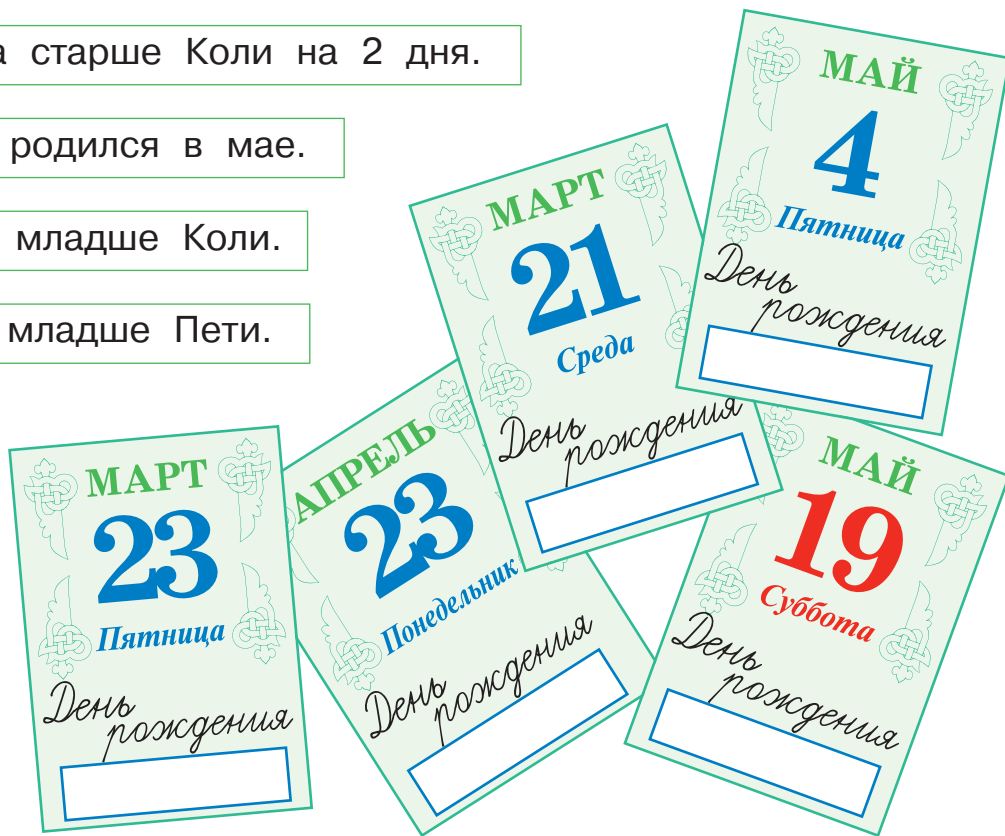 а старше Коли на 2 дня.
родился в мае.
младше Коли.
младше Пети.
МАЙ
4
Пятница
День
рождения
МАРТ
21
Среда
День
рождения
МАРТ
23
Пятница
День
рождения
АПРЕЛЬ
23
Понедельник
День
рождения
МАЙ
19
Суббота
День
рождения